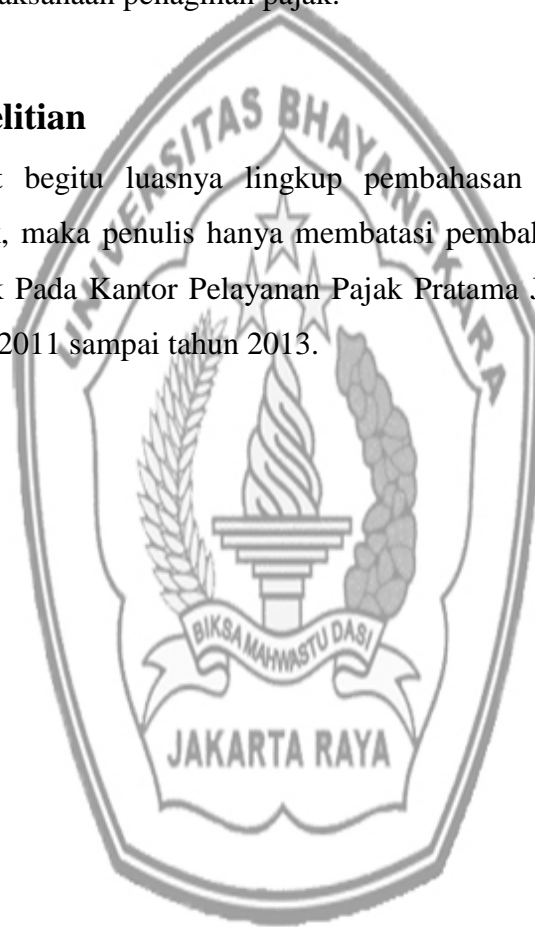 aksanaan penagihan pajak.
elitian
t begitu luasnya lingkup pembahasan
k, maka penulis hanya membatasi pembah
k Pada Kantor Pelayanan Pajak Pratama J
2011 sampai tahun 2013.
UNIVERSITAS BHAYANGKARA
BIKSA MAHWASTU DASI
JAKARTA RAYA